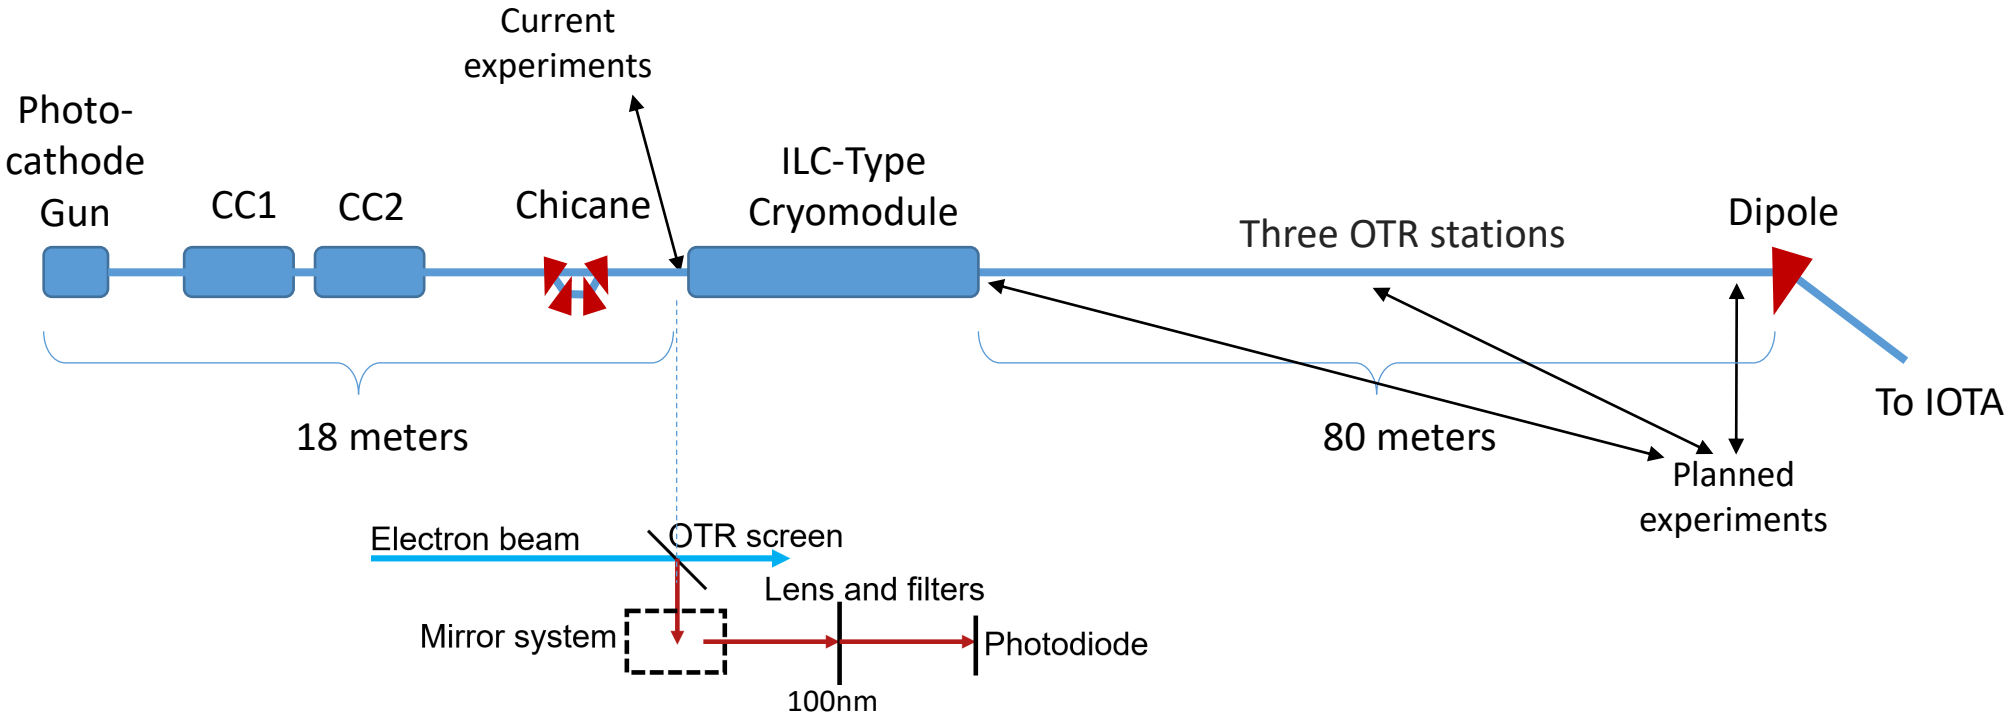 Current
experiments
Photo-
cathode
Gun
CC1
CC2
Chicane
ILC-Type
Cryomodule
Three OTR stations
Dipole
To IOTA
18 meters
80 meters
Planned
experiments
Electron beam
OTR screen
Lens and filters
Mirror system
Photodiode
100nm